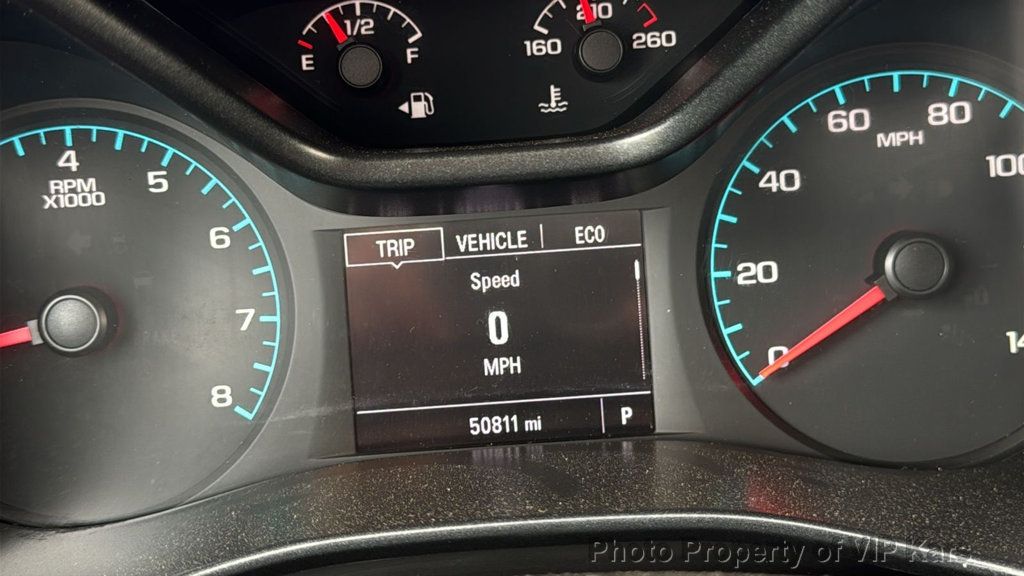 E 1/2 F
160 210 260
4 5 6 7 8
RPM
X1000
TRIP VEHICLE ECO
Speed
0
MPH
50811 mi P
0 20 40 60 80
MPH
Photo Property of VIP Kars